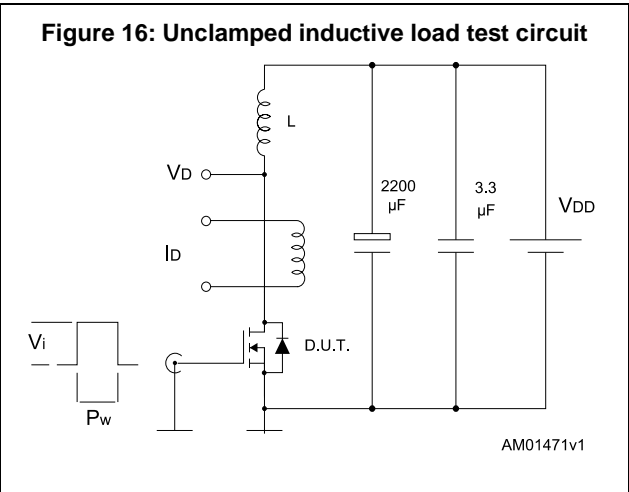 Figure 16: Unclamped inductive load test circuit
L
VD
2200
µF
3.3
µF
VDD
ID
Vi
D.U.T.
Pw
AM01471v1